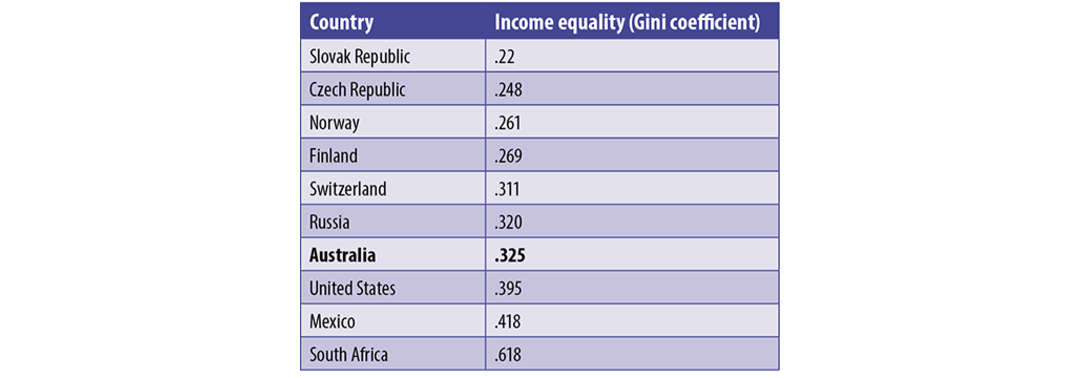 Country Income equality (Gini coefficient)
Slovak Republic .22
Czech Republic .248
Norway .261
Finland .269
Switzerland .311
Russia .320
Australia .325
United States .395
Mexico .418
South Africa .618